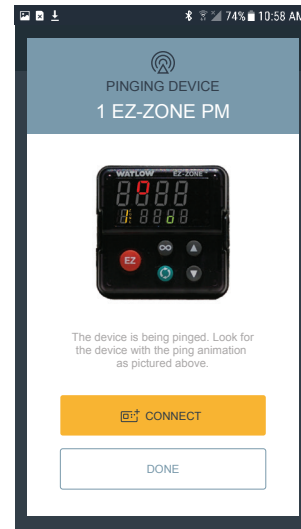 74% 10:58 AM
PINGING DEVICE
1 EZ-ZONE PM
WATLOW EZ-ZONE
EZ
The device is being pinged. Look for
the device with the ping animation
as pictured above.
CONNECT
DONE